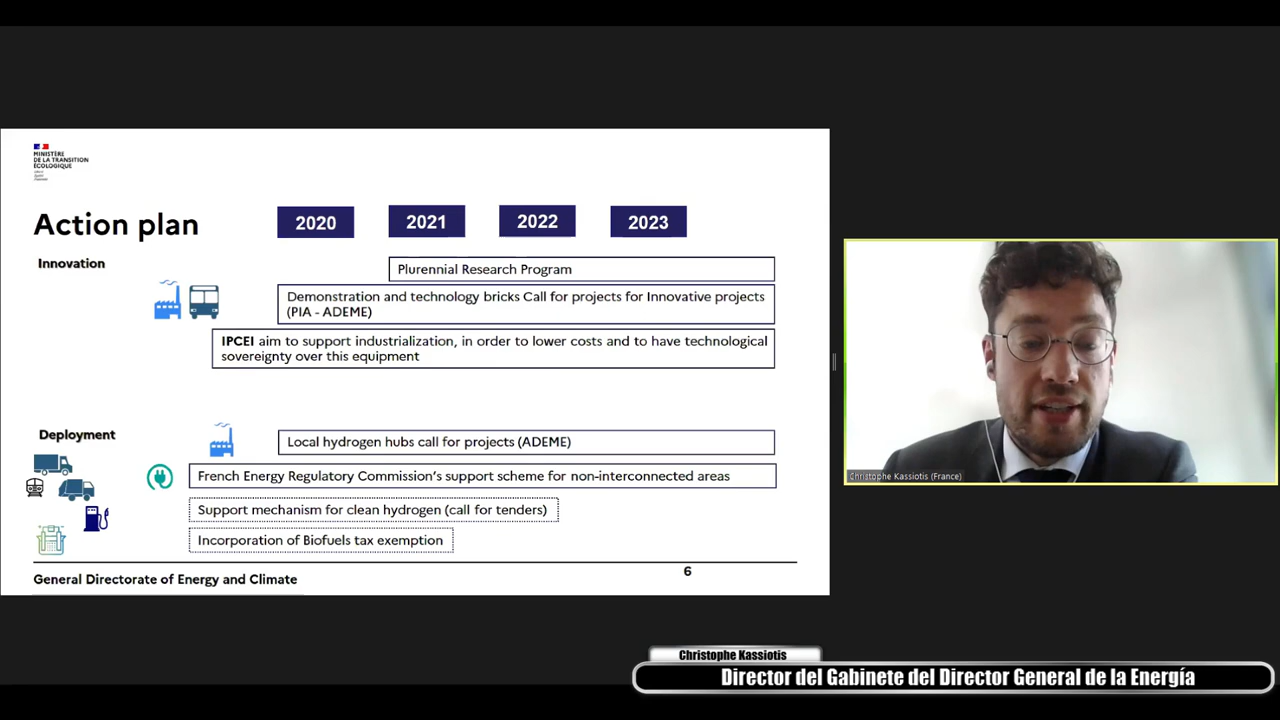 MINISTÈRE
DE LA TRANSITION
ÉCOLOGIQUE
Action plan
2020
2021
2022
2023
Innovation
Plurennial Research Program
Demonstration and technology bricks Call for projects for Innovative projects
(PIA - ADEME)
IPCEI aim to support industrialization, in order to lower costs and to have technological
sovereignty over this equipment
Deployment
Local hydrogen hubs call for projects (ADEME)
French Energy Regulatory Commission's support scheme for non-interconnected areas
Support mechanism for clean hydrogen (call for tenders)
Incorporation of Biofuels tax exemption
General Directorate of Energy and Climate
6
Christophe Kassiotis (France)
Christophe Kassiotis
Director del Gabinete del Director General de la Energía